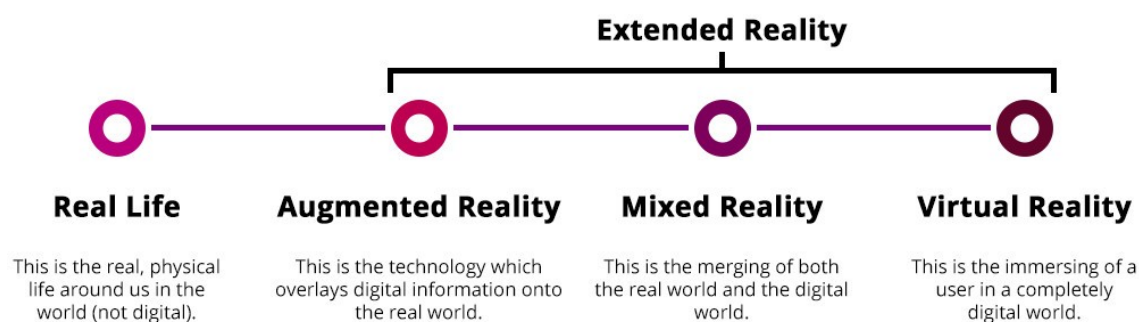 Extended Reality
Real Life
This is the real, physical
life around us in the
world (not digital).
Augmented Reality
This is the technology which
overlays digital information onto
the real world.
Mixed Reality
This is the merging of both
the real world and the digital
world.
Virtual Reality
This is the immersing of a
user in a completely
digital world.